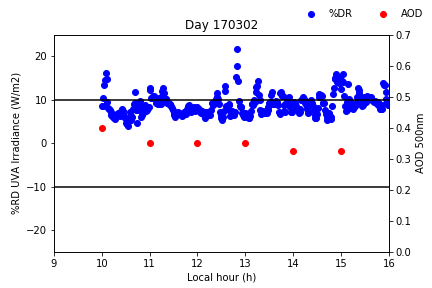 %DR AOD
Day 170302
20
10
0
−10
−20
0.7
0.6
0.5
0.4
0.3
0.2
0.1
0.0
%RD UVA Irradiance (W/m2)
AOD 500nm
9 10 11 12 13 14 15 16
Local hour (h)